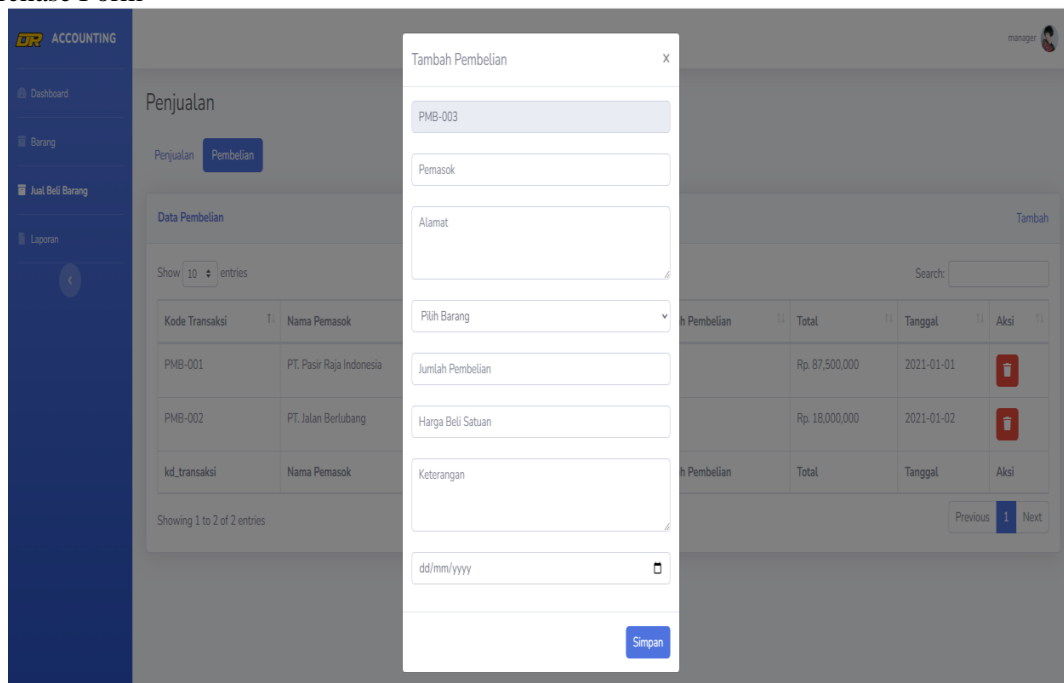 DR ACCOUNTING
manager
Dashboard
Barang
Jual Beli Barang
Laporan
Penjualan
Penjualan Pembelian
Data Pembelian Tambah
Show 10 entries Search:
Kode Transaksi Nama Pemasok h Pembelian Total Tanggal Aksi
PMB-001 PT. Pasir Raja Indonesia Rp. 87,500,000 2021-01-01
PMB-002 PT. Jalan Berlubang Rp. 18,000,000 2021-01-02
kd_transaksi Nama Pemasok h Pembelian Total Tanggal Aksi
Showing 1 to 2 of 2 entries Previous 1 Next
Tambah Pembelian X
PMB-003
Pemasok
Alamat
Pilih Barang
Jumlah Pembelian
Harga Beli Satuan
Keterangan
dd/mm/yyyy
Simpan